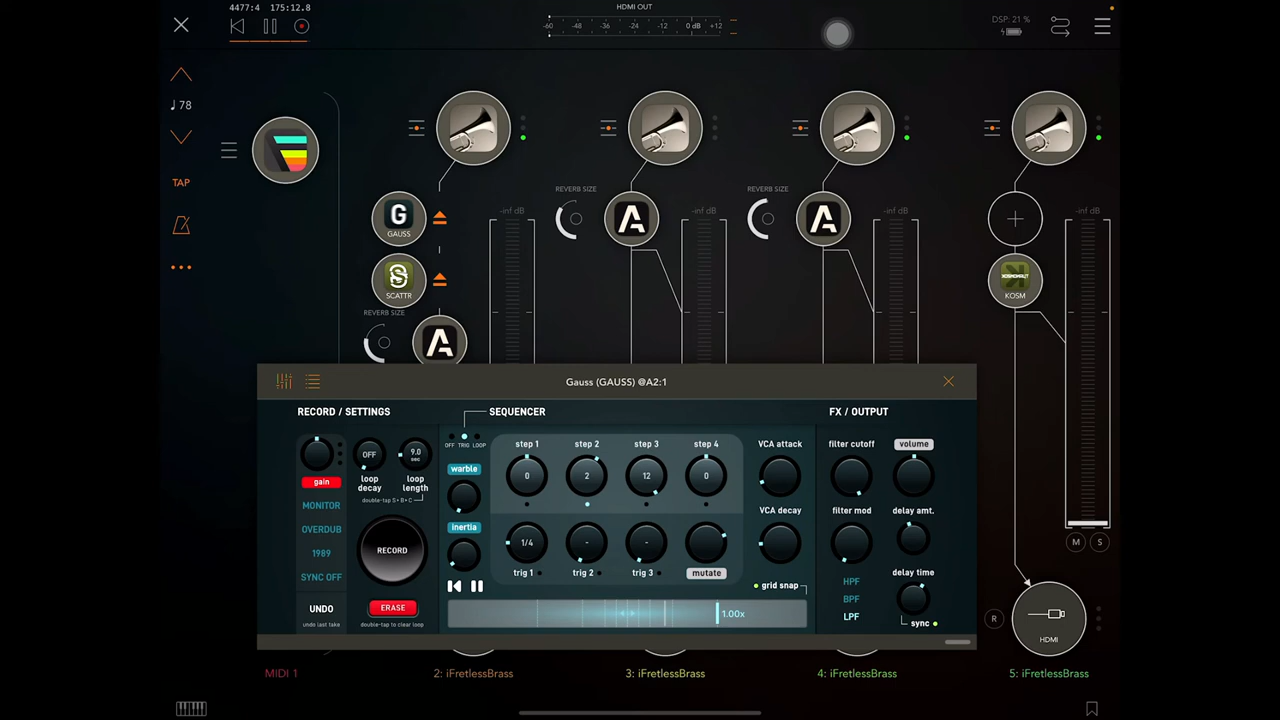 4477:4 175:12.8
HDMI OUT
-60 -48 -36 -24 -12 0 dB +12
DSP: 21 %
♩ 78
TAP
REVERB SIZE
REVERB SIZE
G
GAUSS
-inf dB
-inf dB
-inf dB
-inf dB
SCATTR
KOSMONAUT
KOSM
REVERB SIZE
Gauss (GAUSS) @A2:1
RECORD / SETTINGS
SEQUENCER
FX / OUTPUT
OFF TRIG LOOP
step 1
step 2
step 3
step 4
VCA attack
filter cutoff
volume
OFF
9.0 sec
warble
0
2
12
0
gain
loop decay
loop length
double-tap S • B • C
MONITOR
OVERDUB
1989
SYNC OFF
RECORD
inertia
VCA decay
filter mod
delay amt.
1/4
-
-
trig 1
trig 2
trig 3
mutate
delay time
grid snap
HPF
BPF
LPF
UNDO
undo last take
ERASE
double-tap to clear loop
1.00x
sync
M S
R
HDMI
MIDI 1
2: iFretlessBrass
3: iFretlessBrass
4: iFretlessBrass
5: iFretlessBrass